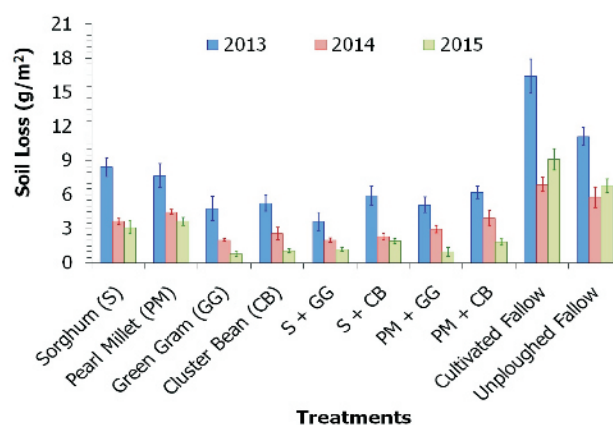 21
18
15
12
9
6
3
0
Soil Loss (g/m²)
2013 2014 2015
Sorghum (S)
Pearl Millet (PM)
Green Gram (GG)
Cluster Bean (CB)
S + GG
S + CB
PM + GG
PM + CB
Cultivated Fallow
Unploughed Fallow
Treatments